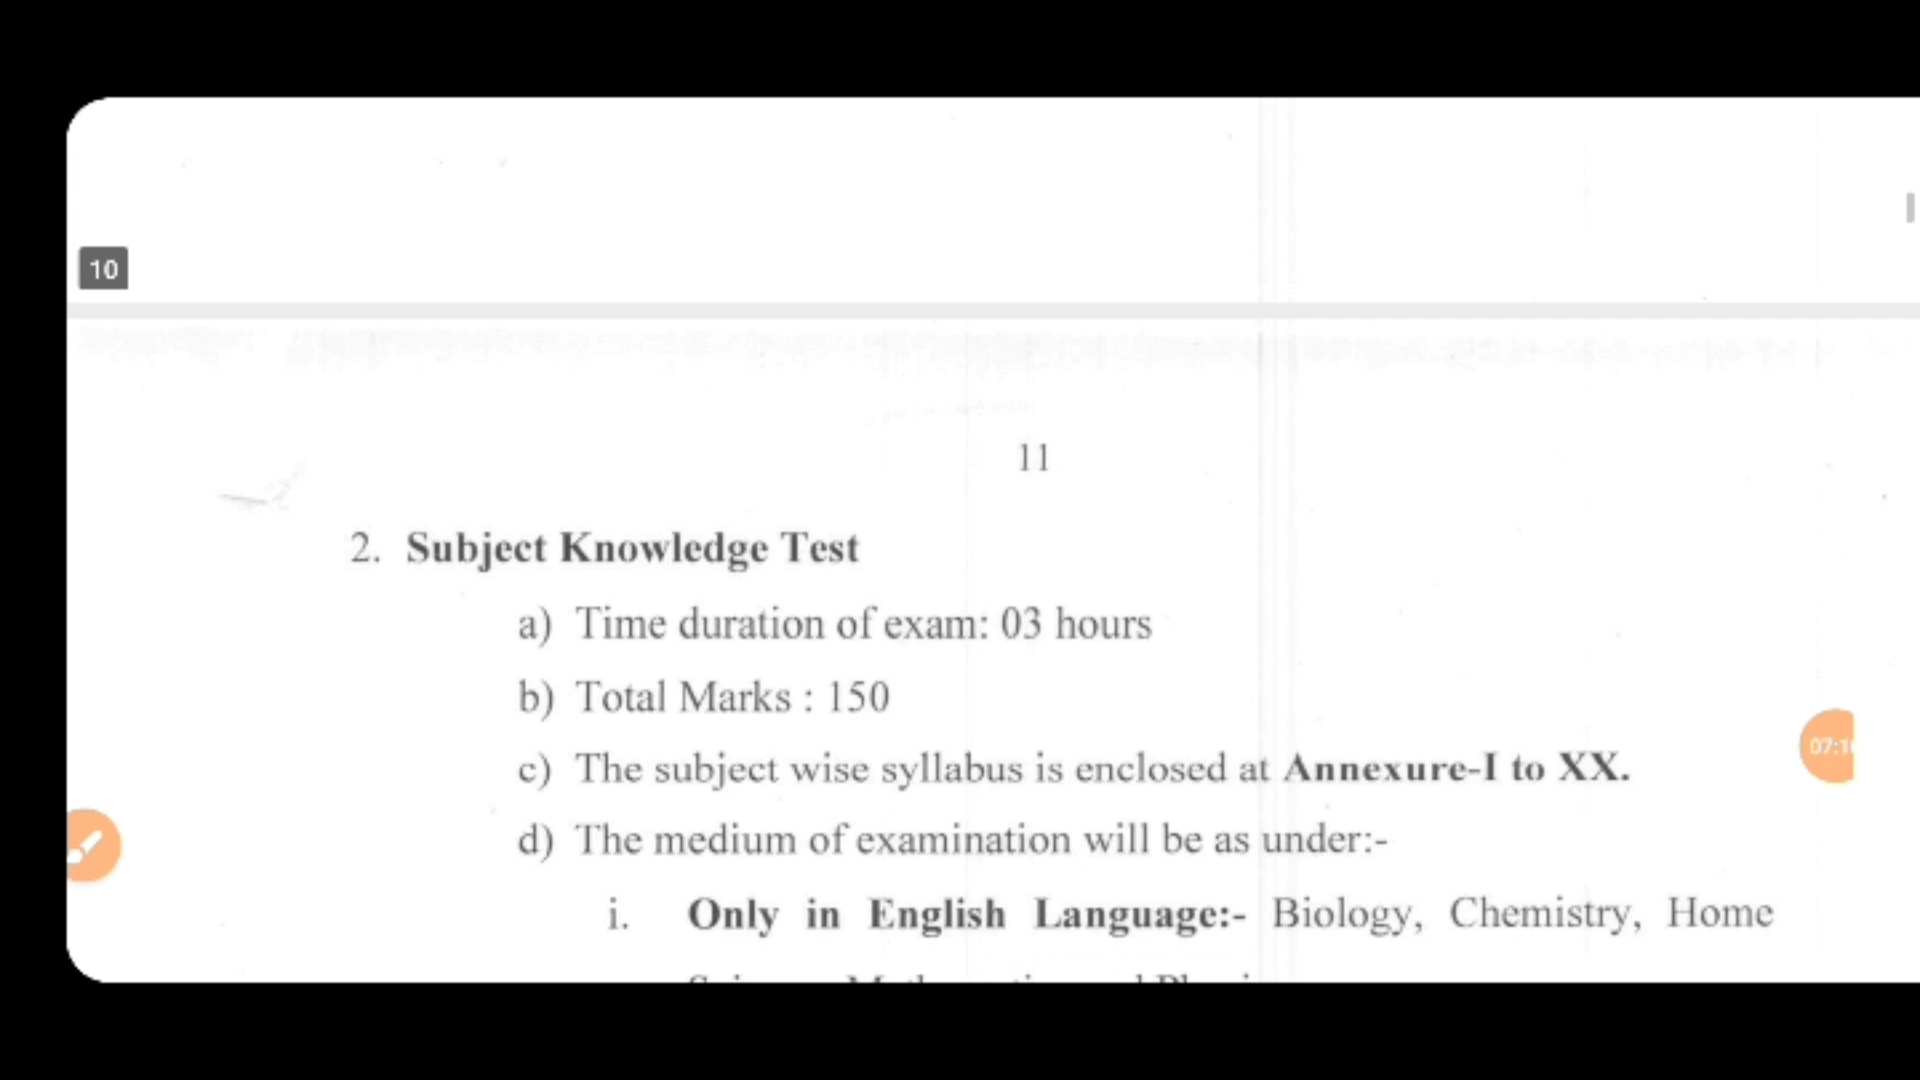 10
11
2. Subject Knowledge Test
a) Time duration of exam: 03 hours
b) Total Marks : 150
c) The subject wise syllabus is enclosed at Annexure-I to XX.
d) The medium of examination will be as under:-
07:1
i. Only in English Language:- Biology, Chemistry, Home